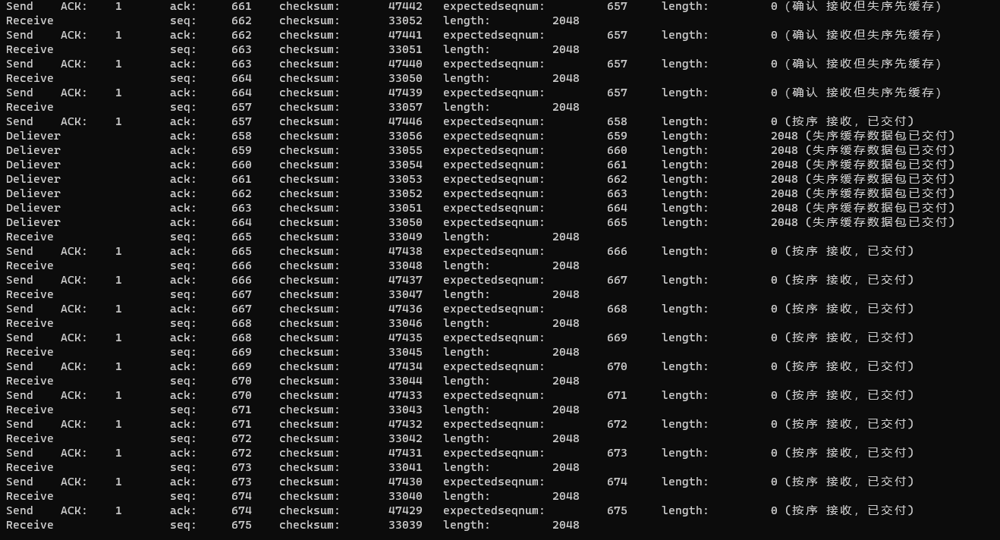 Send ACK: 1 ack: 661 checksum: 47442 expectedseqnum: 657 length: 0 (确认 接收但失序先缓存)
Receive seq: 662 checksum: 33052 length: 2048
Send ACK: 1 ack: 662 checksum: 47441 expectedseqnum: 657 length: 0 (确认 接收但失序先缓存)
Receive seq: 663 checksum: 33051 length: 2048
Send ACK: 1 ack: 663 checksum: 47440 expectedseqnum: 657 length: 0 (确认 接收但失序先缓存)
Receive seq: 664 checksum: 33050 length: 2048
Send ACK: 1 ack: 664 checksum: 47439 expectedseqnum: 657 length: 0 (确认 接收但失序先缓存)
Receive seq: 657 checksum: 33057 length: 2048
Send ACK: 1 ack: 657 checksum: 47446 expectedseqnum: 658 length: 0 (按序 接收, 已交付)
Deliever ack: 658 checksum: 33056 expectedseqnum: 659 length: 2048 (失序缓存数据包已交付)
Deliever ack: 659 checksum: 33055 expectedseqnum: 660 length: 2048 (失序缓存数据包已交付)
Deliever ack: 660 checksum: 33054 expectedseqnum: 661 length: 2048 (失序缓存数据包已交付)
Deliever ack: 661 checksum: 33053 expectedseqnum: 662 length: 2048 (失序缓存数据包已交付)
Deliever ack: 662 checksum: 33052 expectedseqnum: 663 length: 2048 (失序缓存数据包已交付)
Deliever ack: 663 checksum: 33051 expectedseqnum: 664 length: 2048 (失序缓存数据包已交付)
Deliever ack: 664 checksum: 33050 expectedseqnum: 665 length: 2048 (失序缓存数据包已交付)
Receive seq: 665 checksum: 33049 length: 2048
Send ACK: 1 ack: 665 checksum: 47438 expectedseqnum: 666 length: 0 (按序 接收, 已交付)
Receive seq: 666 checksum: 33048 length: 2048
Send ACK: 1 ack: 666 checksum: 47437 expectedseqnum: 667 length: 0 (按序 接收, 已交付)
Receive seq: 667 checksum: 33047 length: 2048
Send ACK: 1 ack: 667 checksum: 47436 expectedseqnum: 668 length: 0 (按序 接收, 已交付)
Receive seq: 668 checksum: 33046 length: 2048
Send ACK: 1 ack: 668 checksum: 47435 expectedseqnum: 669 length: 0 (按序 接收, 已交付)
Receive seq: 669 checksum: 33045 length: 2048
Send ACK: 1 ack: 669 checksum: 47434 expectedseqnum: 670 length: 0 (按序 接收, 已交付)
Receive seq: 670 checksum: 33044 length: 2048
Send ACK: 1 ack: 670 checksum: 47433 expectedseqnum: 671 length: 0 (按序 接收, 已交付)
Receive seq: 671 checksum: 33043 length: 2048
Send ACK: 1 ack: 671 checksum: 47432 expectedseqnum: 672 length: 0 (按序 接收, 已交付)
Receive seq: 672 checksum: 33042 length: 2048
Send ACK: 1 ack: 672 checksum: 47431 expectedseqnum: 673 length: 0 (按序 接收, 已交付)
Receive seq: 673 checksum: 33041 length: 2048
Send ACK: 1 ack: 673 checksum: 47430 expectedseqnum: 674 length: 0 (按序 接收, 已交付)
Receive seq: 674 checksum: 33040 length: 2048
Send ACK: 1 ack: 674 checksum: 47429 expectedseqnum: 675 length: 0 (按序 接收, 已交付)
Receive seq: 675 checksum: 33039 length: 2048